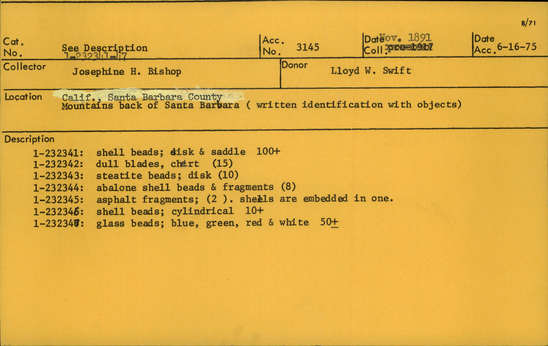 8/71
Cat. No. See Description
1-232341-47
Acc. No. 3145
Date Coll. Nov. 1891
pre-1917
Date Acc. 6-16-75
Collector Josephine H. Bishop
Donor Lloyd W. Swift
Location Calif., Santa Barbara County
Mountains back of Santa Barbara ( written identification with objects)
Description
1-232341: shell beads; disk & saddle 100+
1-232342: dull blades, chert (15)
1-232343: steatite beads; disk (10)
1-232344: abalone shell beads & fragments (8)
1-232345: asphalt fragments; (2 ). shells are embedded in one.
1-232346: shell beads; cylindrical 10+
1-232347: glass beads; blue, green, red & white 50+